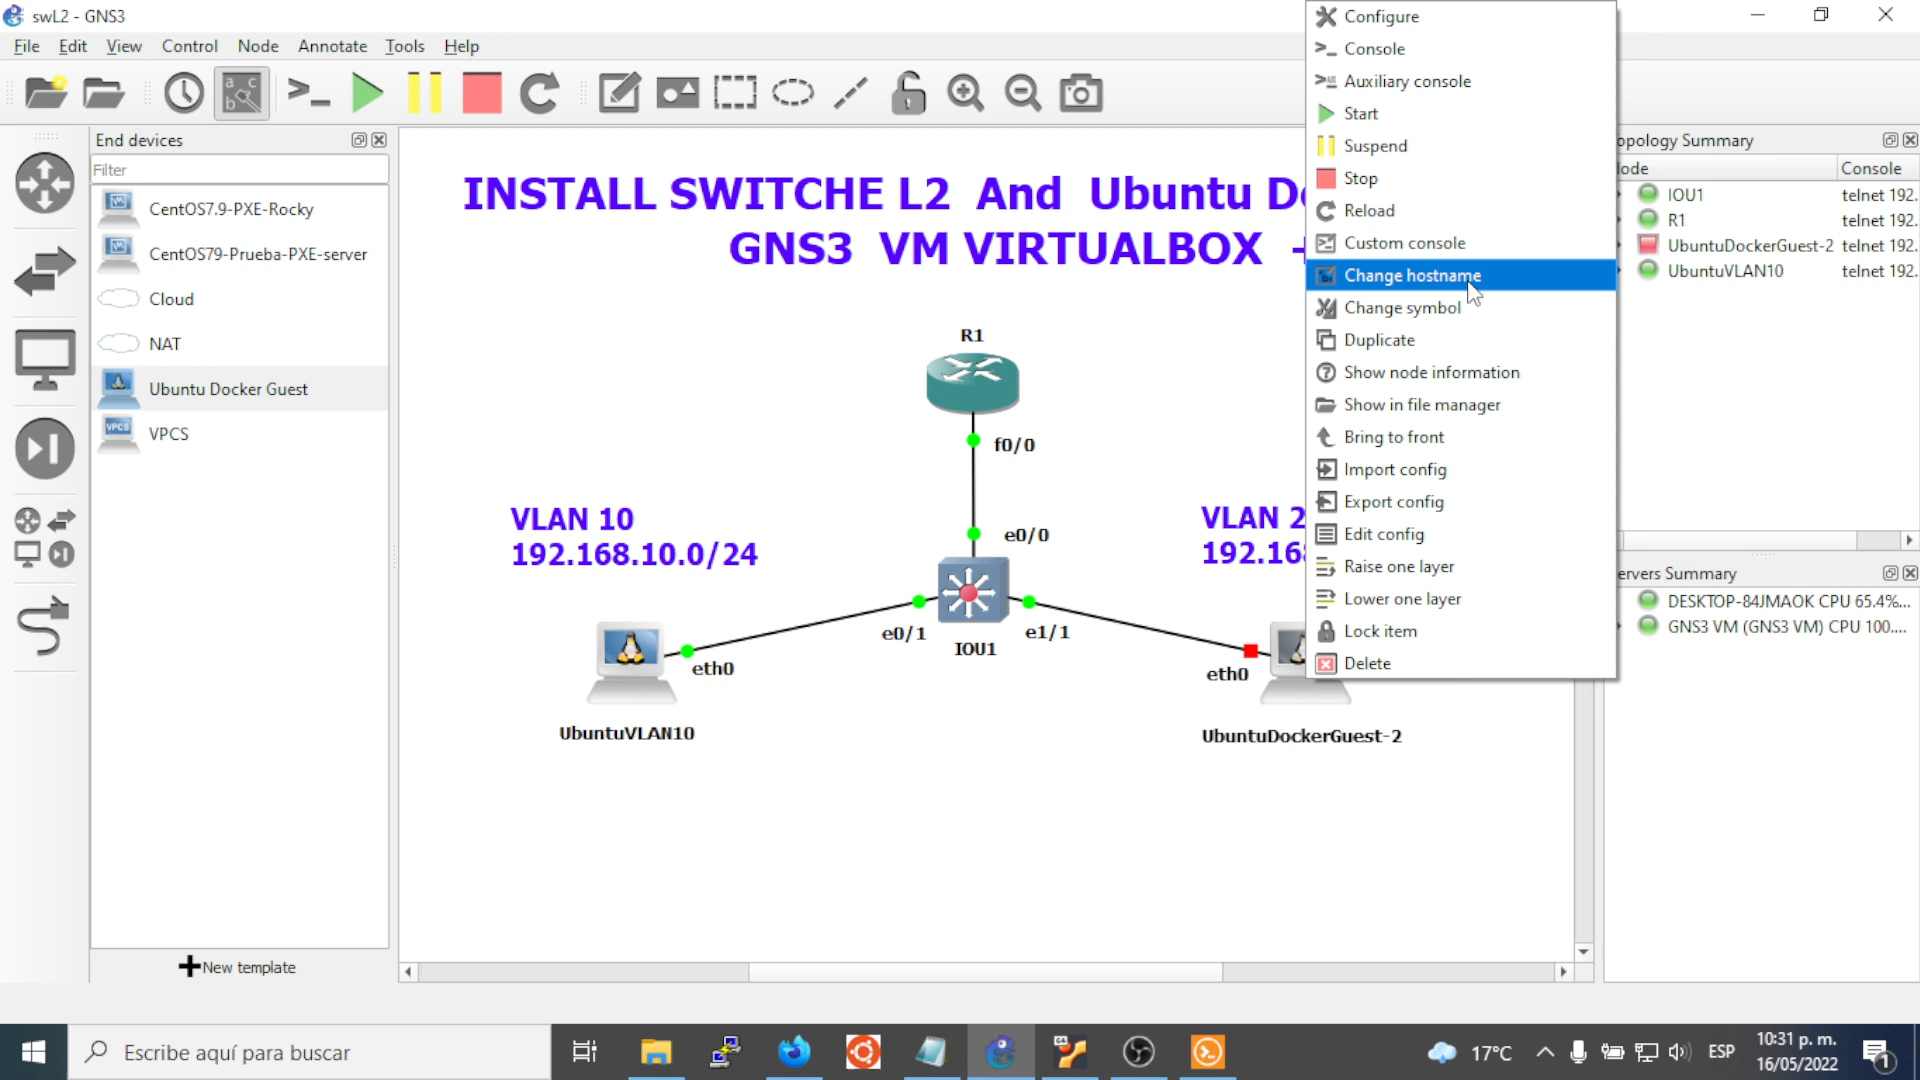 swL2 - GNS3
File Edit View Control Node Annotate Tools Help
End devices
Filter
CentOS7.9-PXE-Rocky
CentOS79-Prueba-PXE-server
Cloud
NAT
Ubuntu Docker Guest
VPCS
New template
INSTALL SWITCHE L2 And Ubuntu D
GNS3 VM VIRTUALBOX
R1
f0/0
VLAN 10
192.168.10.0/24
VLAN 2
192.16
e0/0
e0/1
e1/1
IOU1
eth0
eth0
UbuntuVLAN10
UbuntuDockerGuest-2
Configure
Console
Auxiliary console
Start
Suspend
Stop
Reload
Custom console
Change hostname
Change symbol
Duplicate
Show node information
Show in file manager
Bring to front
Import config
Export config
Edit config
Raise one layer
Lower one layer
Lock item
Delete
opology Summary
ode Console
IOU1 telnet 192.
R1 telnet 192.
UbuntuDockerGuest-2 telnet 192.
UbuntuVLAN10 telnet 192.
ervers Summary
DESKTOP-84JMAOK CPU 65.4%...
GNS3 VM (GNS3 VM) CPU 100....
Escribe aquí para buscar
17°C
ESP
10:31 p. m.
16/05/2022
1